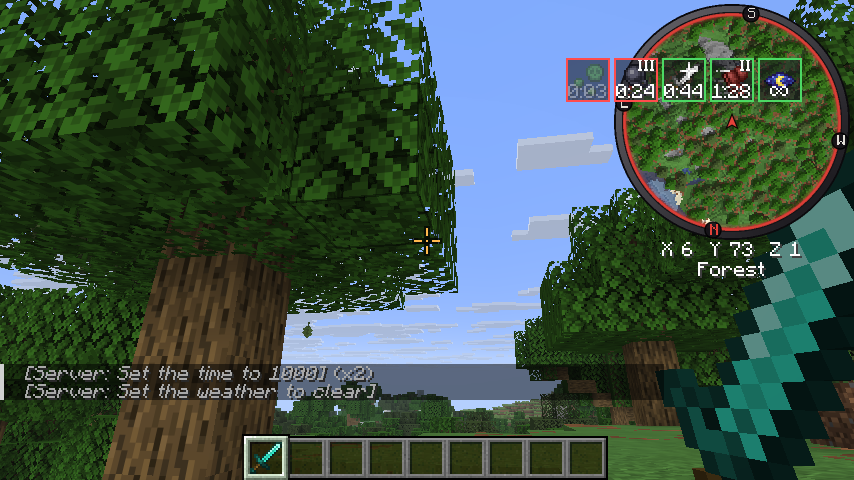 S
III II
0:03 0:24 0:44 1:28 ∞
W
N
X 6 Y 73 Z 1
Forest
[Server: Set the time to 1000] (x2)
[Server: Set the weather to clear]